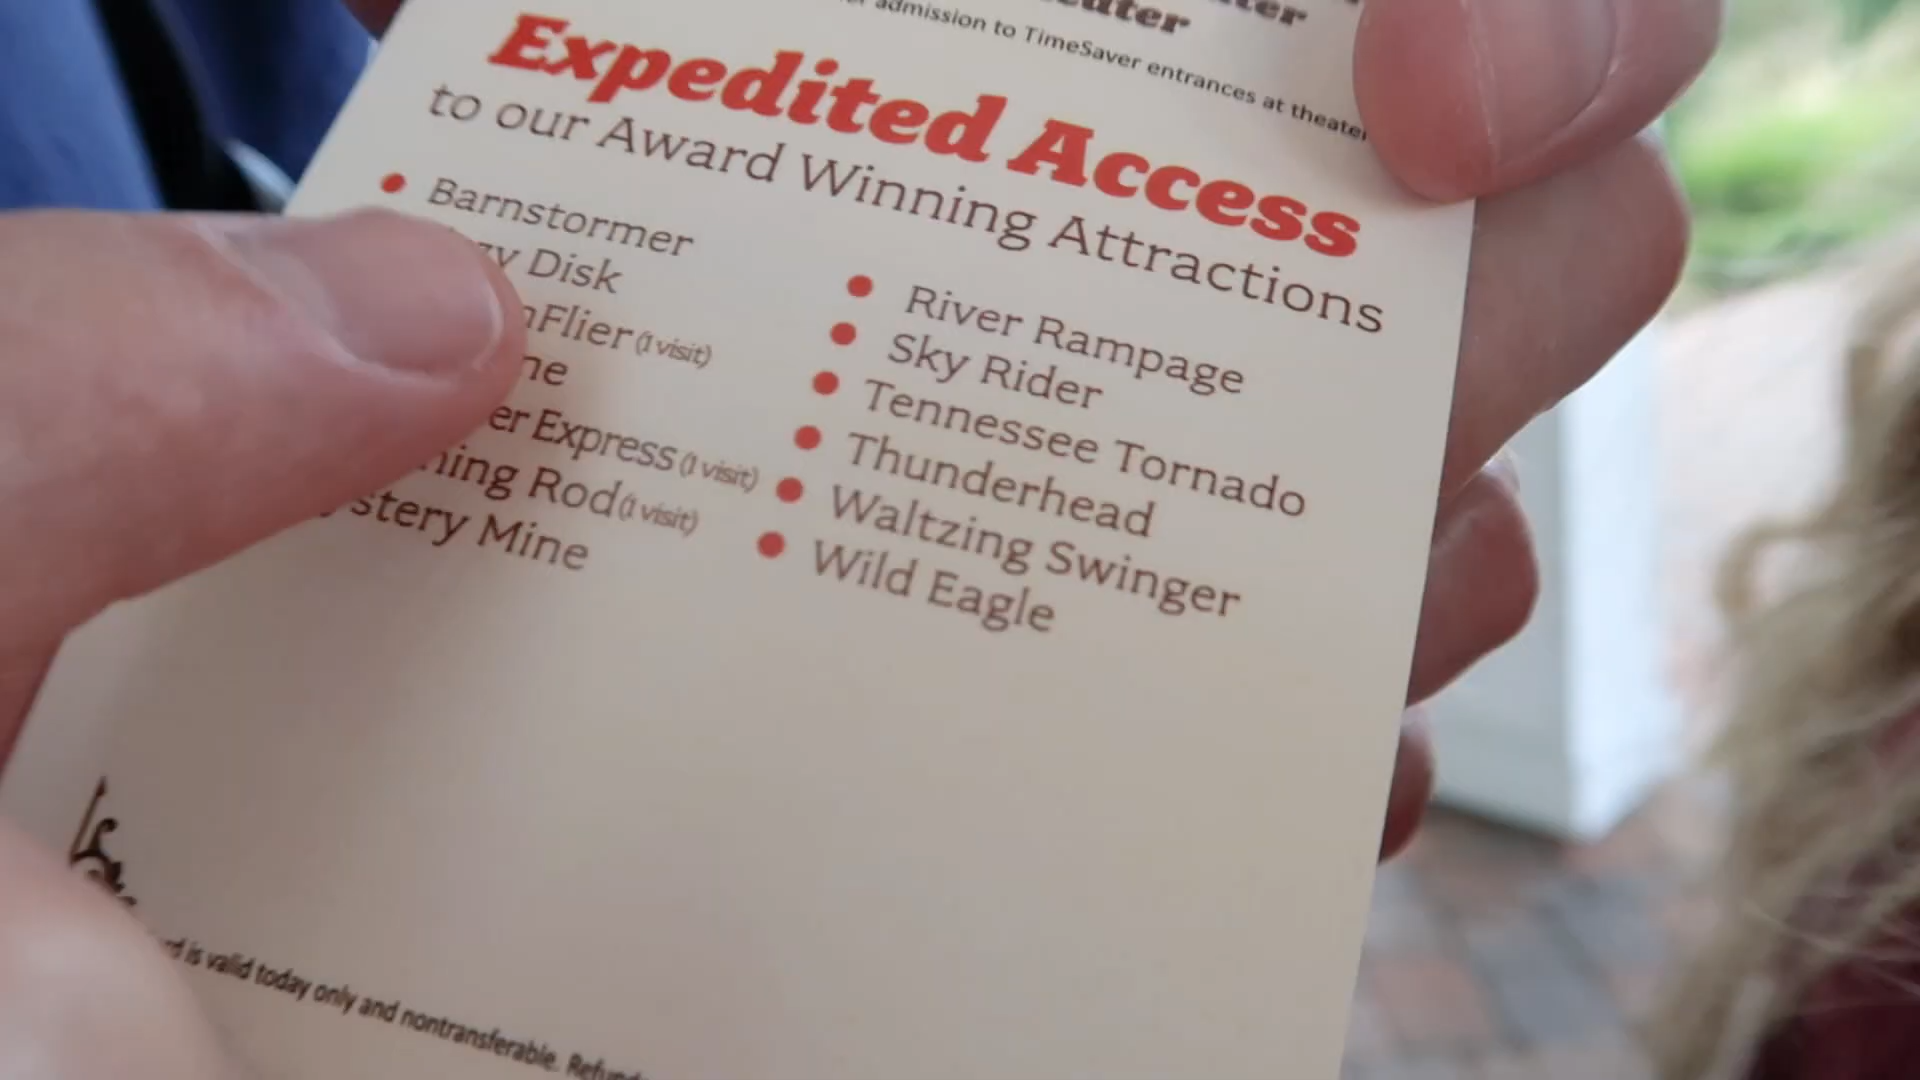 admission to TimeSaver entrances at theater
Expedited Access
to our Award Winning Attractions
Barnstormer
Disk
Flier (1 visit)
Express (1 visit)
Rod (1 visit)
Mine
River Rampage
Sky Rider
Tennessee Tornado
Thunderhead
Waltzing Swinger
Wild Eagle
is valid today only and nontransferable.